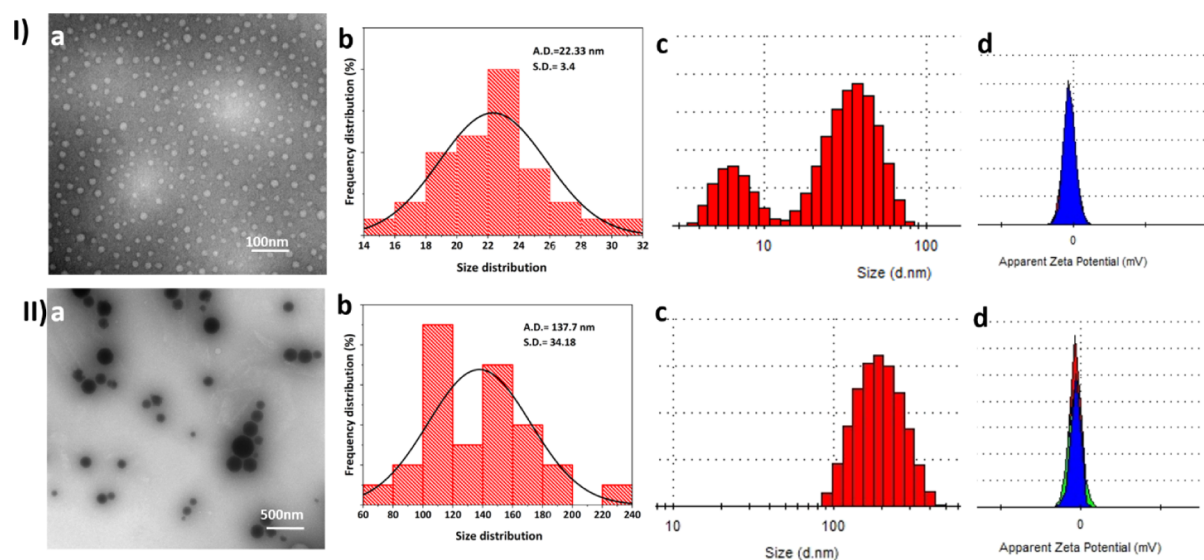 I)
a
100nm
b
A.D.=22.33 nm
S.D.= 3.4
Frequency distribution (%)
14 16 18 20 22 24 26 28 30 32
Size distribution
c
10 100
Size (d.nm)
d
0
Apparent Zeta Potential (mV)
II)
a
500nm
b
A.D.= 137.7 nm
S.D.= 34.18
Frequency distribution (%)
60 80 100 120 140 160 180 200 220 240
Size distribution
c
10 100
Size (d.nm)
d
0
Apparent Zeta Potential (mV)